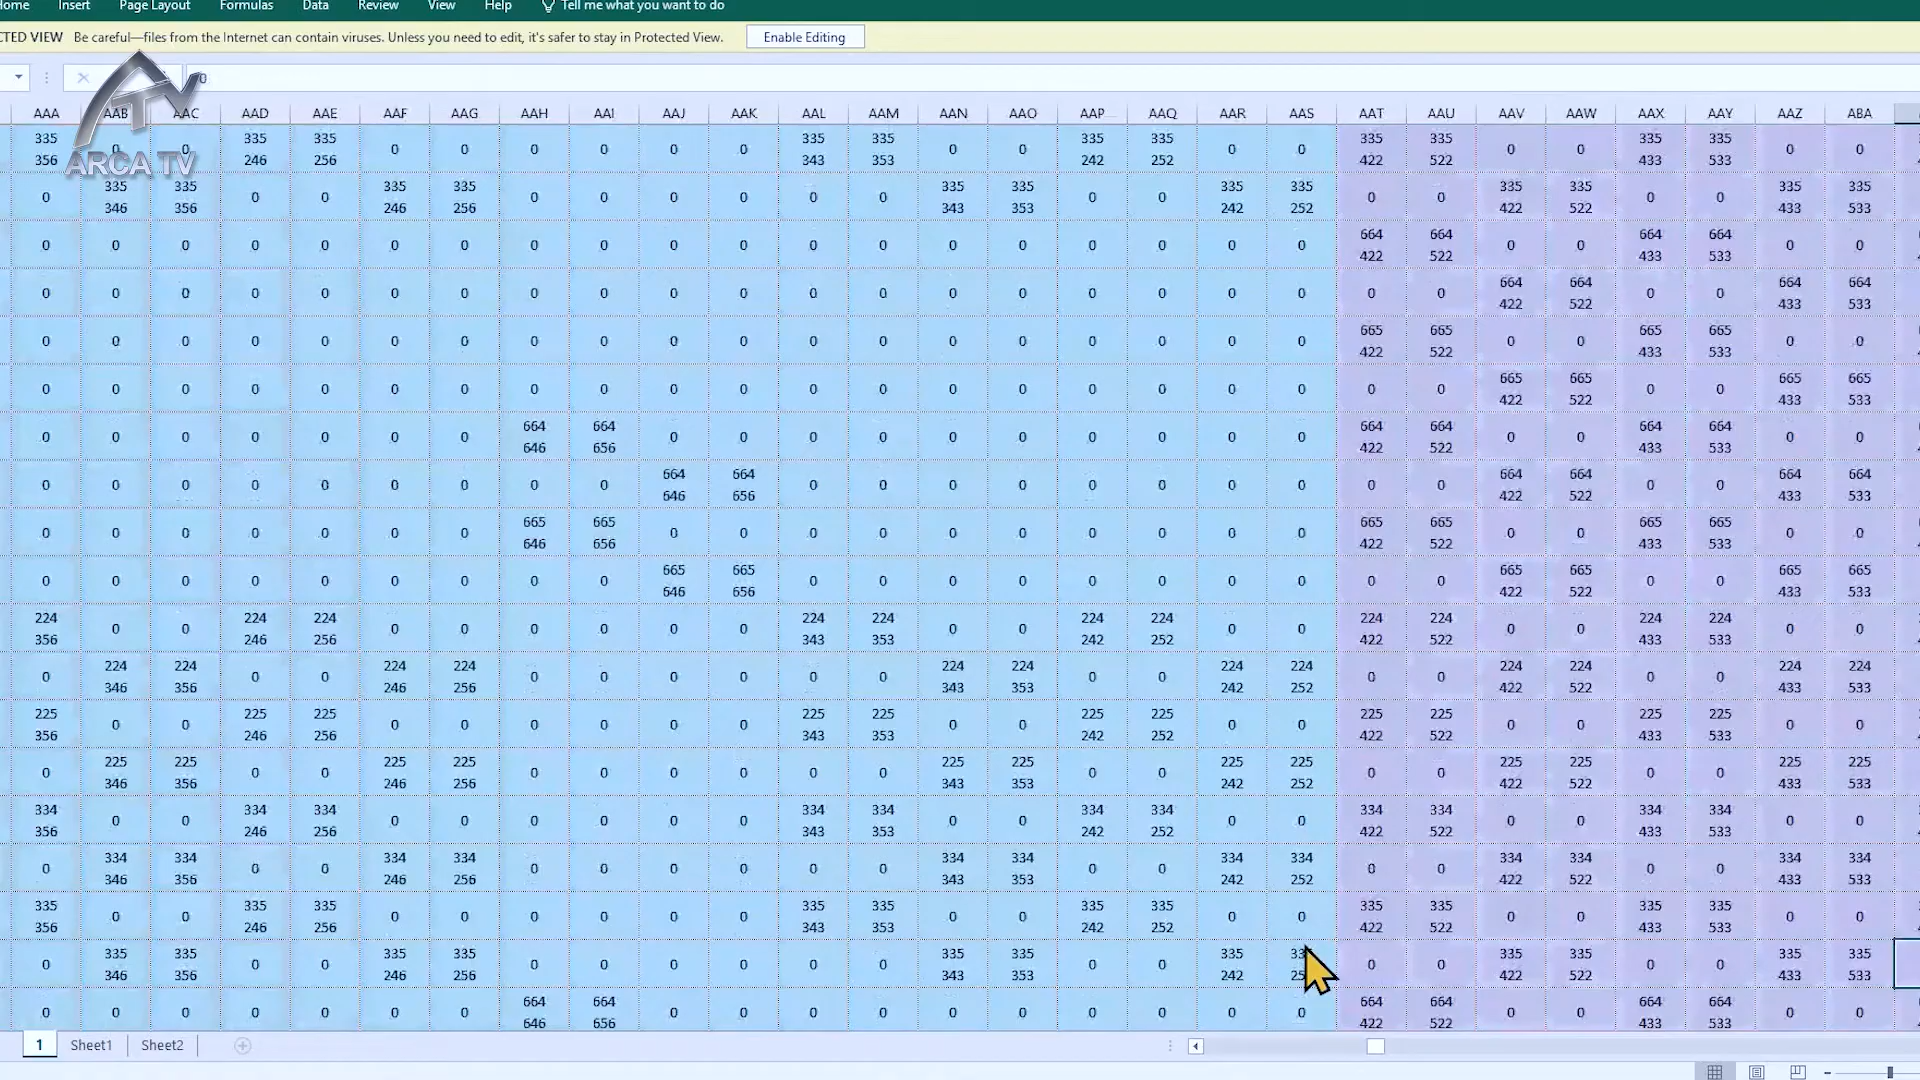 Home Insert Page Layout Formulas Data Review View Help Tell me what you want to do
CTED VIEW Be careful—files from the Internet can contain viruses. Unless you need to edit, it's safer to stay in Protected View. Enable Editing
0
ATV
ARCA TV
AAA AAB AAC AAD AAE AAF AAG AAH AAI AAJ AAK AAL AAM AAN AAO AAP AAQ AAR AAS AAT AAU AAV AAW AAX AAY AAZ ABA
335 356 0 0 335 246 335 256 0 0 0 0 0 0 335 343 335 353 0 0 335 242 335 252 0 0 335 422 335 522 0 0 335 433 335 533 0 0
0 335 346 335 356 0 0 335 246 335 256 0 0 0 0 0 0 335 343 335 353 0 0 335 242 335 252 0 0 335 422 335 522 0 0 335 433 335 533
0 0 0 0 0 0 0 0 0 0 0 0 0 0 0 0 0 0 0 664 422 664 522 0 0 664 433 664 533 0 0
0 0 0 0 0 0 0 0 0 0 0 0 0 0 0 0 0 0 0 0 0 664 422 664 522 0 0 664 433 664 533
0 0 0 0 0 0 0 0 0 0 0 0 0 0 0 0 0 0 0 665 422 665 522 0 0 665 433 665 533 0 0
0 0 0 0 0 0 0 0 0 0 0 0 0 0 0 0 0 0 0 0 0 665 422 665 522 0 0 665 433 665 533
0 0 0 0 0 0 0 664 646 664 656 0 0 0 0 0 0 0 0 0 0 664 422 664 522 0 0 664 433 664 533 0 0
0 0 0 0 0 0 0 0 0 664 646 664 656 0 0 0 0 0 0 0 0 0 0 664 422 664 522 0 0 664 433 664 533
0 0 0 0 0 0 0 665 646 665 656 0 0 0 0 0 0 0 0 0 0 665 422 665 522 0 0 665 433 665 533 0 0
0 0 0 0 0 0 0 0 0 665 646 665 656 0 0 0 0 0 0 0 0 0 0 665 422 665 522 0 0 665 433 665 533
224 356 0 0 224 246 224 256 0 0 0 0 0 0 224 343 224 353 0 0 224 242 224 252 0 0 224 422 224 522 0 0 224 433 224 533 0 0
0 224 346 224 356 0 0 224 246 224 256 0 0 0 0 0 0 224 343 224 353 0 0 224 242 224 252 0 0 224 422 224 522 0 0 224 433 224 533
225 356 0 0 225 246 225 256 0 0 0 0 0 0 225 343 225 353 0 0 225 242 225 252 0 0 225 422 225 522 0 0 225 433 225 533 0 0
0 225 346 225 356 0 0 225 246 225 256 0 0 0 0 0 0 225 343 225 353 0 0 225 242 225 252 0 0 225 422 225 522 0 0 225 433 225 533
334 356 0 0 334 246 334 256 0 0 0 0 0 0 334 343 334 353 0 0 334 242 334 252 0 0 334 422 334 522 0 0 334 433 334 533 0 0
0 334 346 334 356 0 0 334 246 334 256 0 0 0 0 0 0 334 343 334 353 0 0 334 242 334 252 0 0 334 422 334 522 0 0 334 433 334 533
335 356 0 0 335 246 335 256 0 0 0 0 0 0 335 343 335 353 0 0 335 242 335 252 0 0 335 422 335 522 0 0 335 433 335 533 0 0
0 335 346 335 356 0 0 335 246 335 256 0 0 0 0 0 0 335 343 335 353 0 0 335 242 0 0 335 422 335 522 0 0 335 433 335 533
0 0 0 0 0 0 0 664 646 664 656 0 0 0 0 0 0 0 0 0 0 664 422 664 522 0 0 664 433 664 533 0 0
1 Sheet1 Sheet2